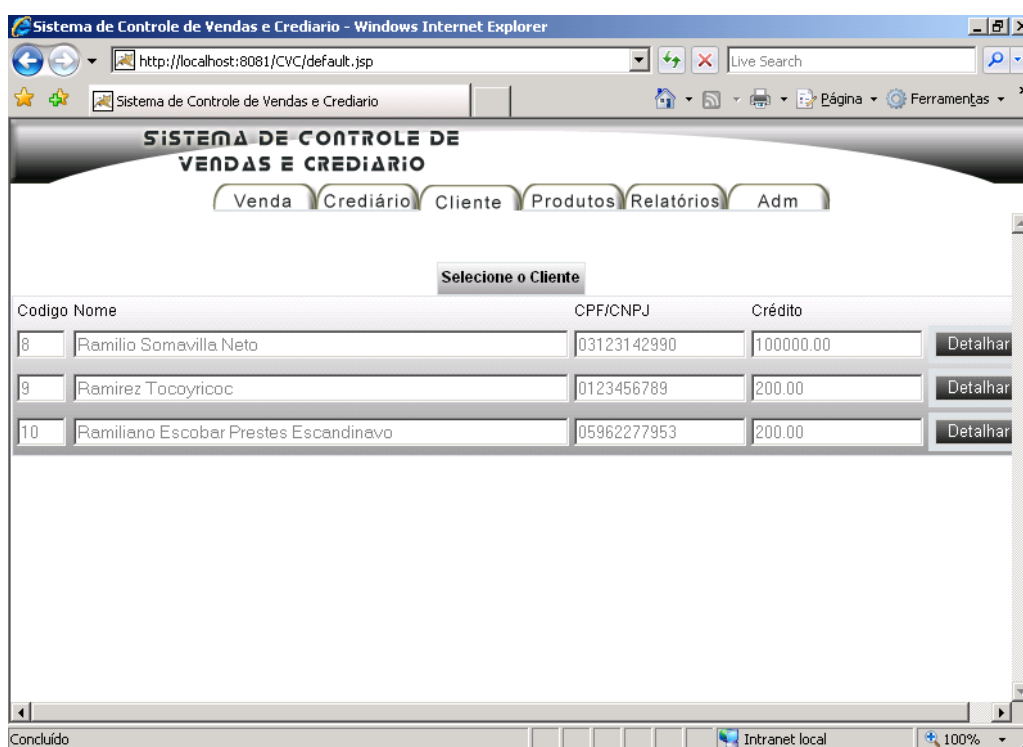 Sistema de Controle de Vendas e Crediario - Windows Internet Explorer
http://localhost:8081/CVC/default.jsp
Live Search
Sistema de Controle de Vendas e Crediario
Página
Ferramentas
SISTEMA DE CONTROLE DE
VENDAS E CREDIARIO
Venda Crediário Cliente Produtos Relatórios Adm
Selecione o Cliente
Codigo Nome CPF/CNPJ Crédito
8 Ramilio Somavilla Neto 03123142990 100000.00 Detalhar
9 Ramirez Tocoyricoc 0123456789 200.00 Detalhar
10 Ramiliano Escobar Prestes Escandinavo 05962277953 200.00 Detalhar
Concluído Intranet local 100%